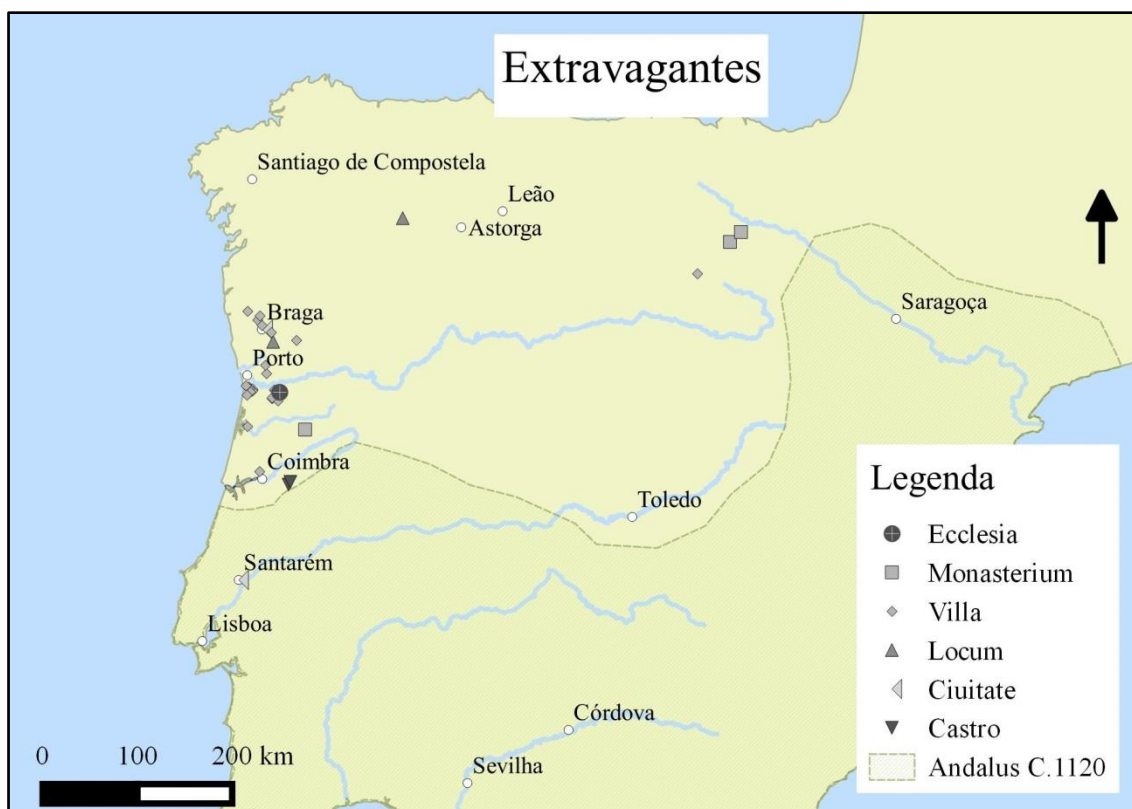 Extravagantes
Santiago de Compostela
Leão
Astorga
Braga
Saragoça
Porto
Coimbra
Toledo
Santarém
Lisboa
Córdova
Sevilha
Legenda
Ecclesia
Monasterium
Villa
Locum
Ciuitate
Castro
Andalus C.1120
0 100 200 km